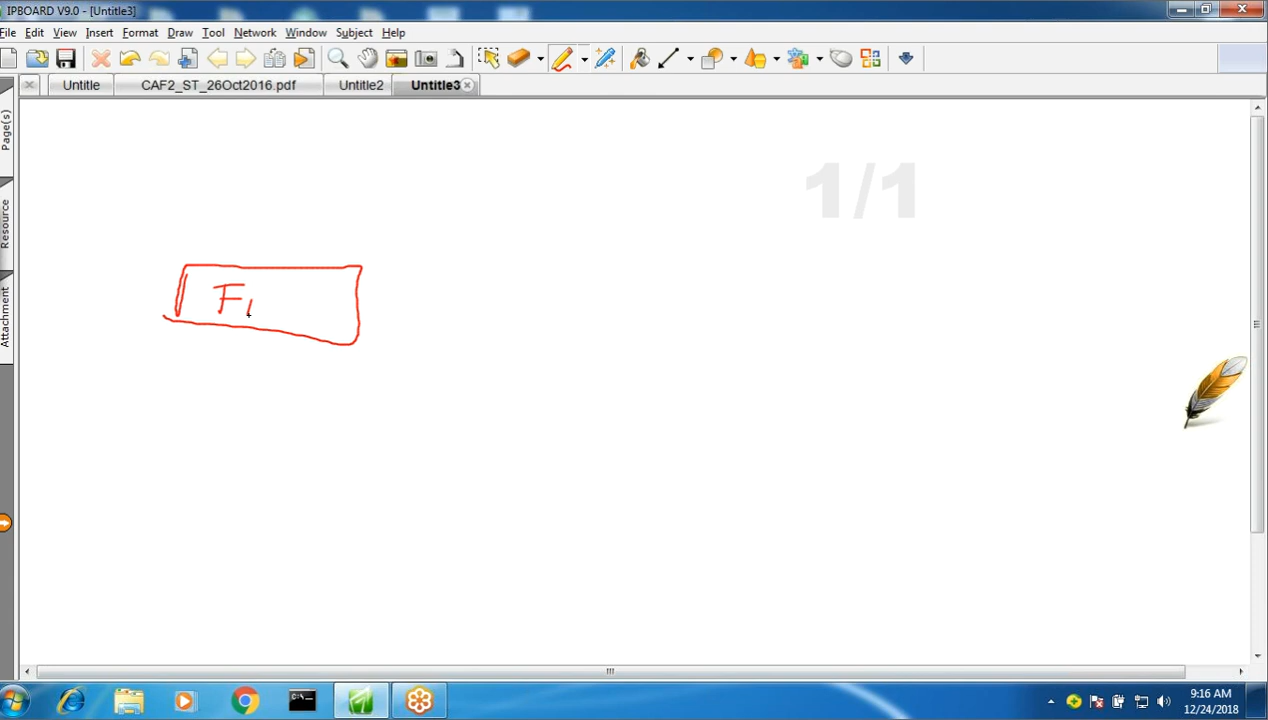 IPBOARD V9.0 - [Untitle3]
File Edit View Insert Format Draw Tool Network Window Subject Help
Untitle CAF2_ST_26Oct2016.pdf Untitle2 Untitle3
Page(s)
Resource
Attachment
1/1
Fi
9:16 AM
12/24/2018